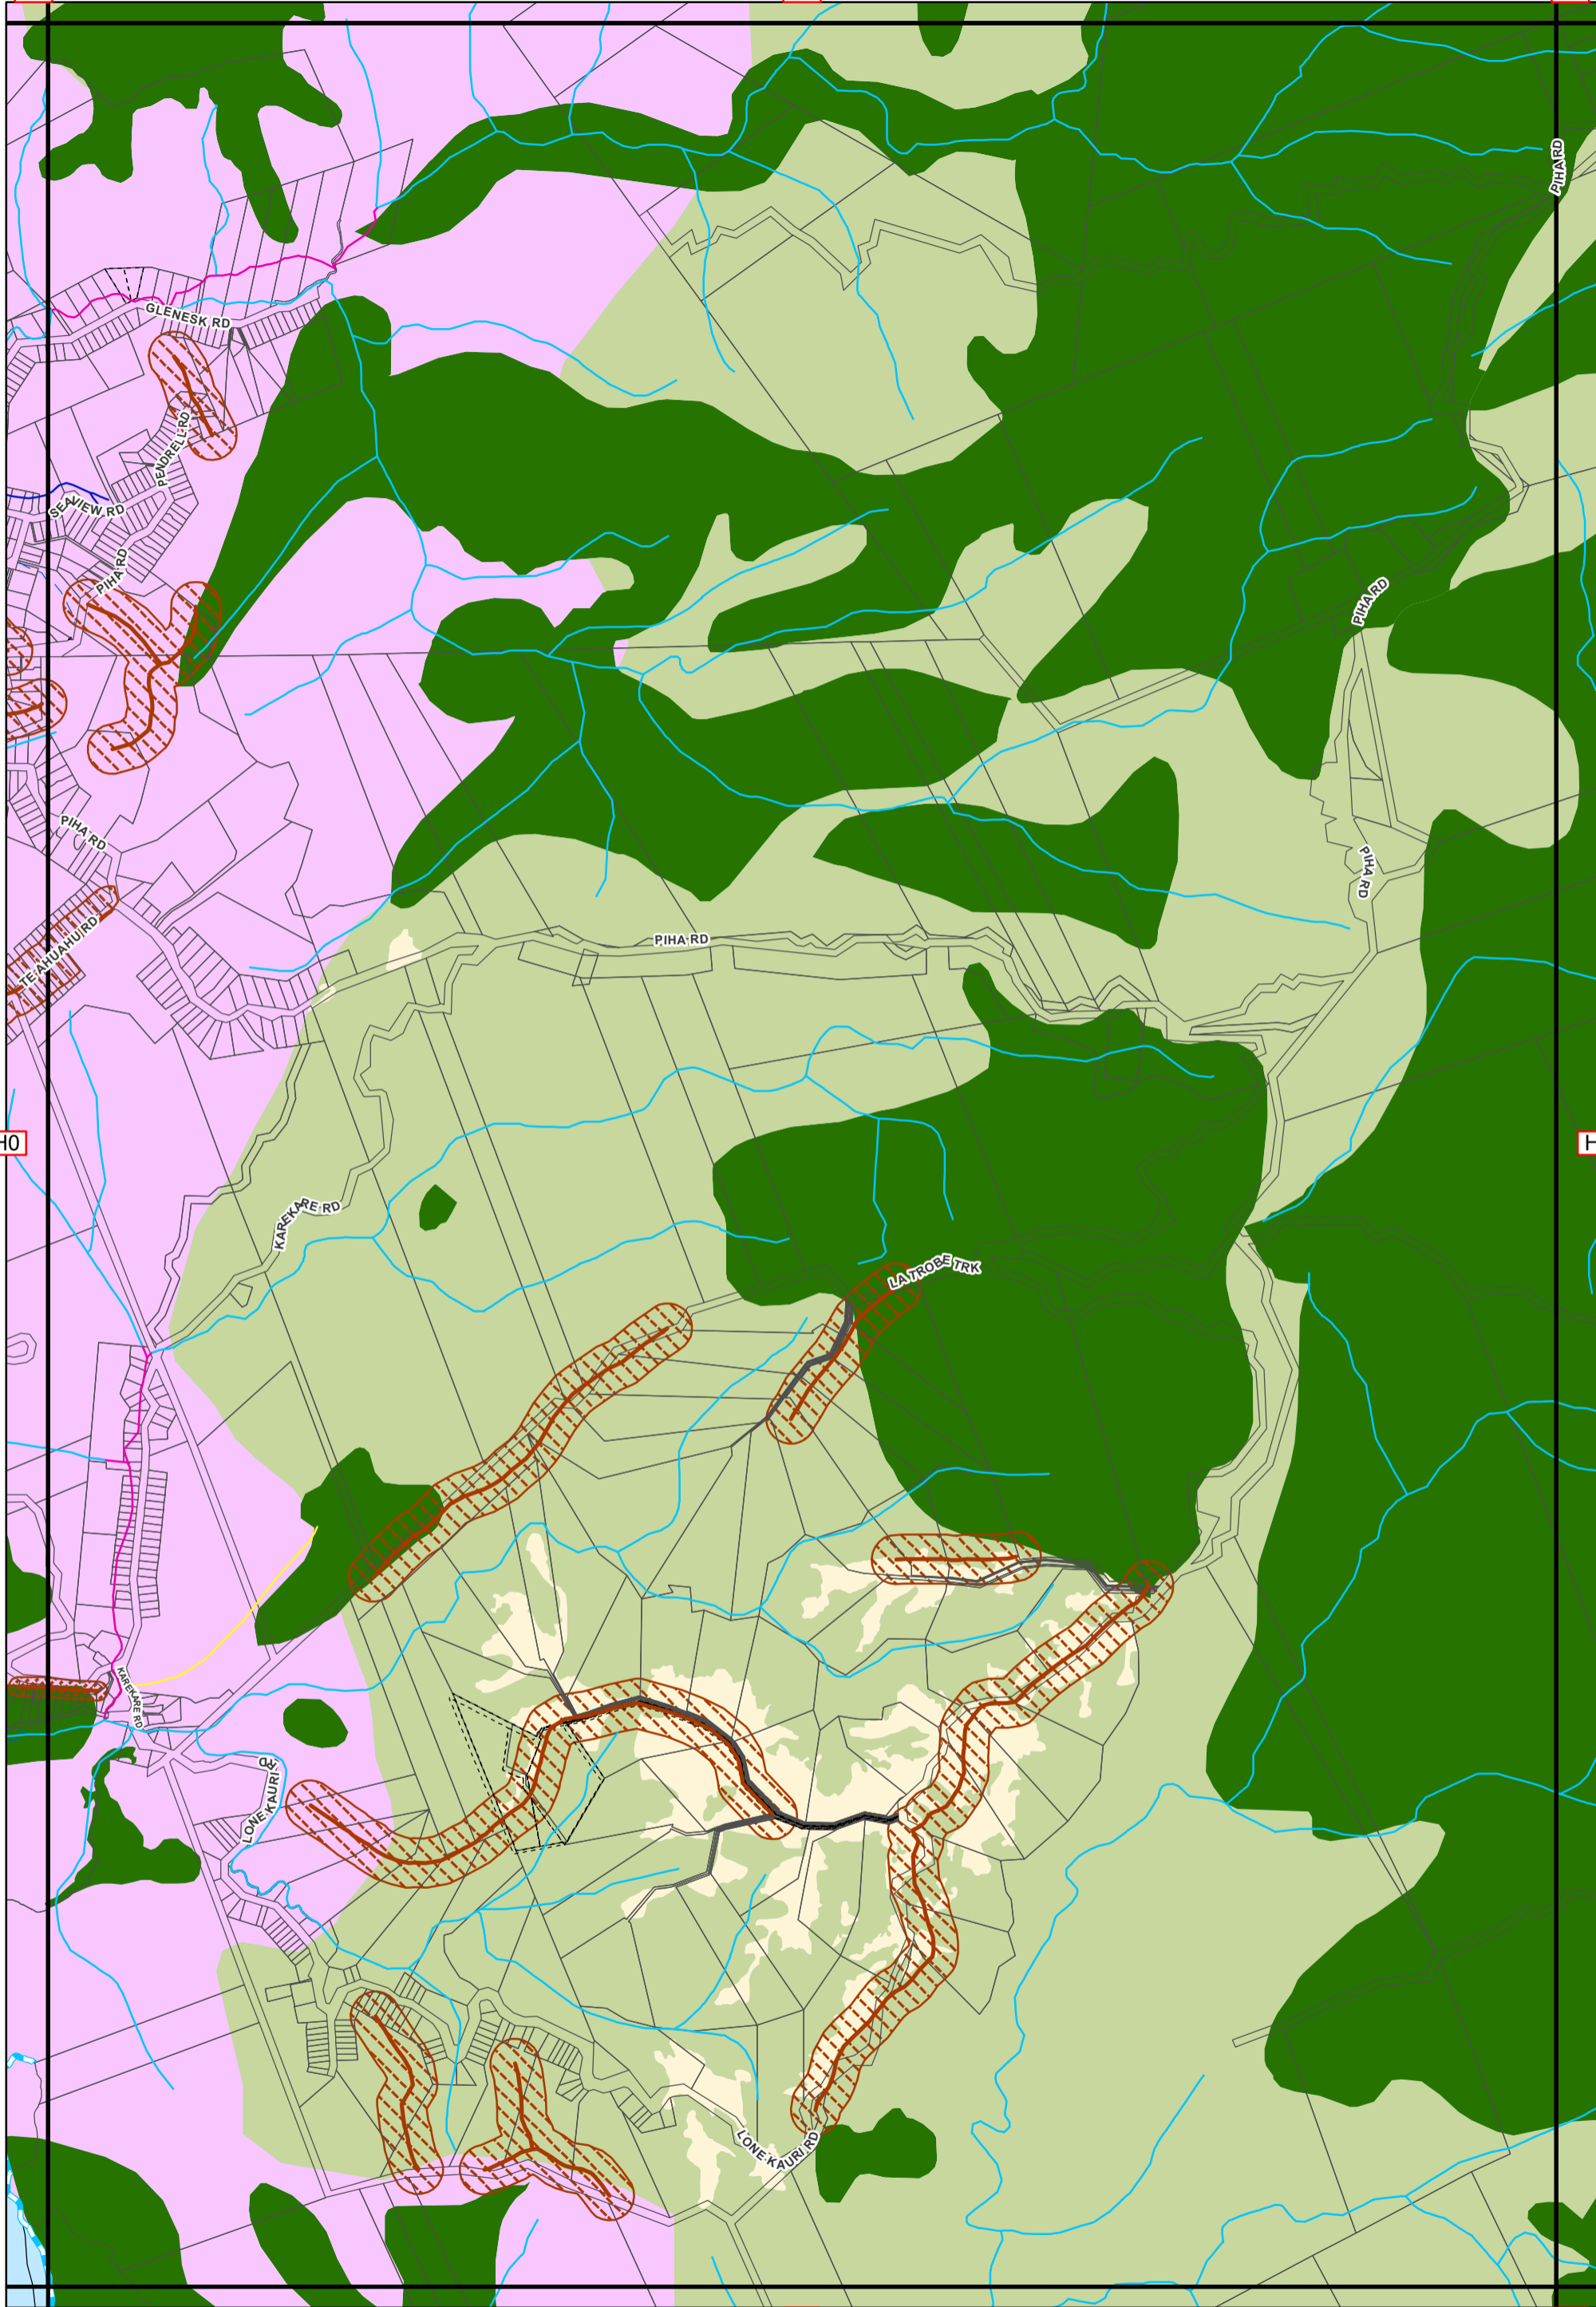 PIHA RD
GLENESK RD
PENDRELL RD
SEAVIEW RD
PIHA RD
PIHA RD
PIHA RD
PIHA RD
TE AHUAHU RD
PIHA RD
H0
H
KAREKARE RD
LA TROBE TRK
KAREKARE RD
LONE KAURI RD
LONE KAURI RD